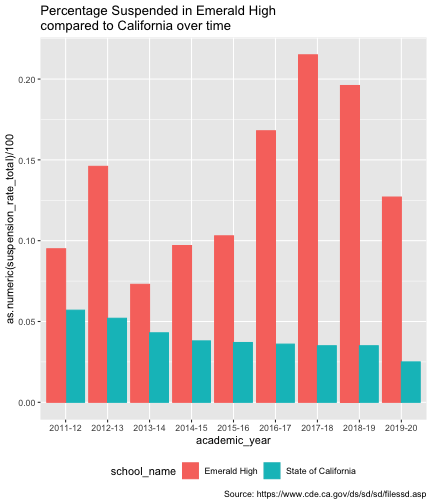 Percentage Suspended in Emerald High
compared to California over time
as.numeric(suspension_rate_total)/100
0.20
0.15
0.10
0.05
0.00
2011-12 2012-13 2013-14 2014-15 2015-16 2016-17 2017-18 2018-19 2019-20
academic_year
school_name Emerald High State of California
Source: https://www.cde.ca.gov/ds/sd/sd/filessd.asp